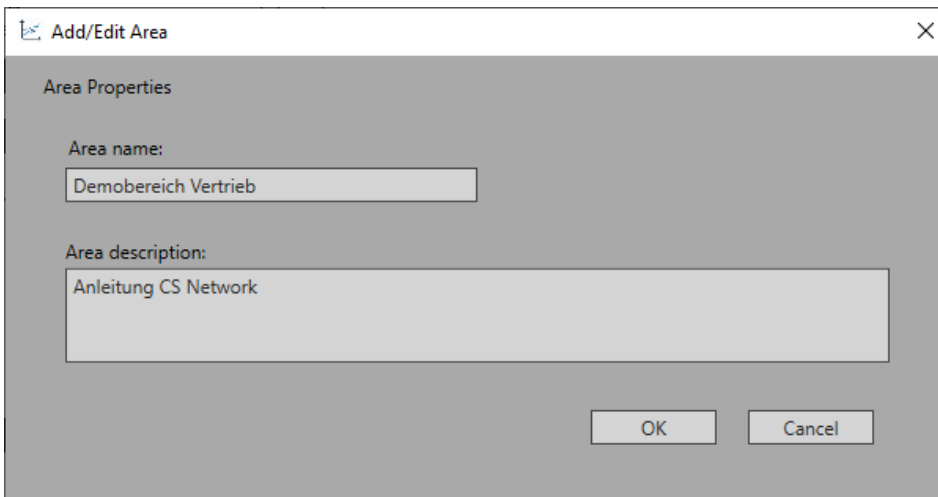 Add/Edit Area
Area Properties
Area name:
Demobereich Vertrieb
Area description:
Anleitung CS Network
OK Cancel